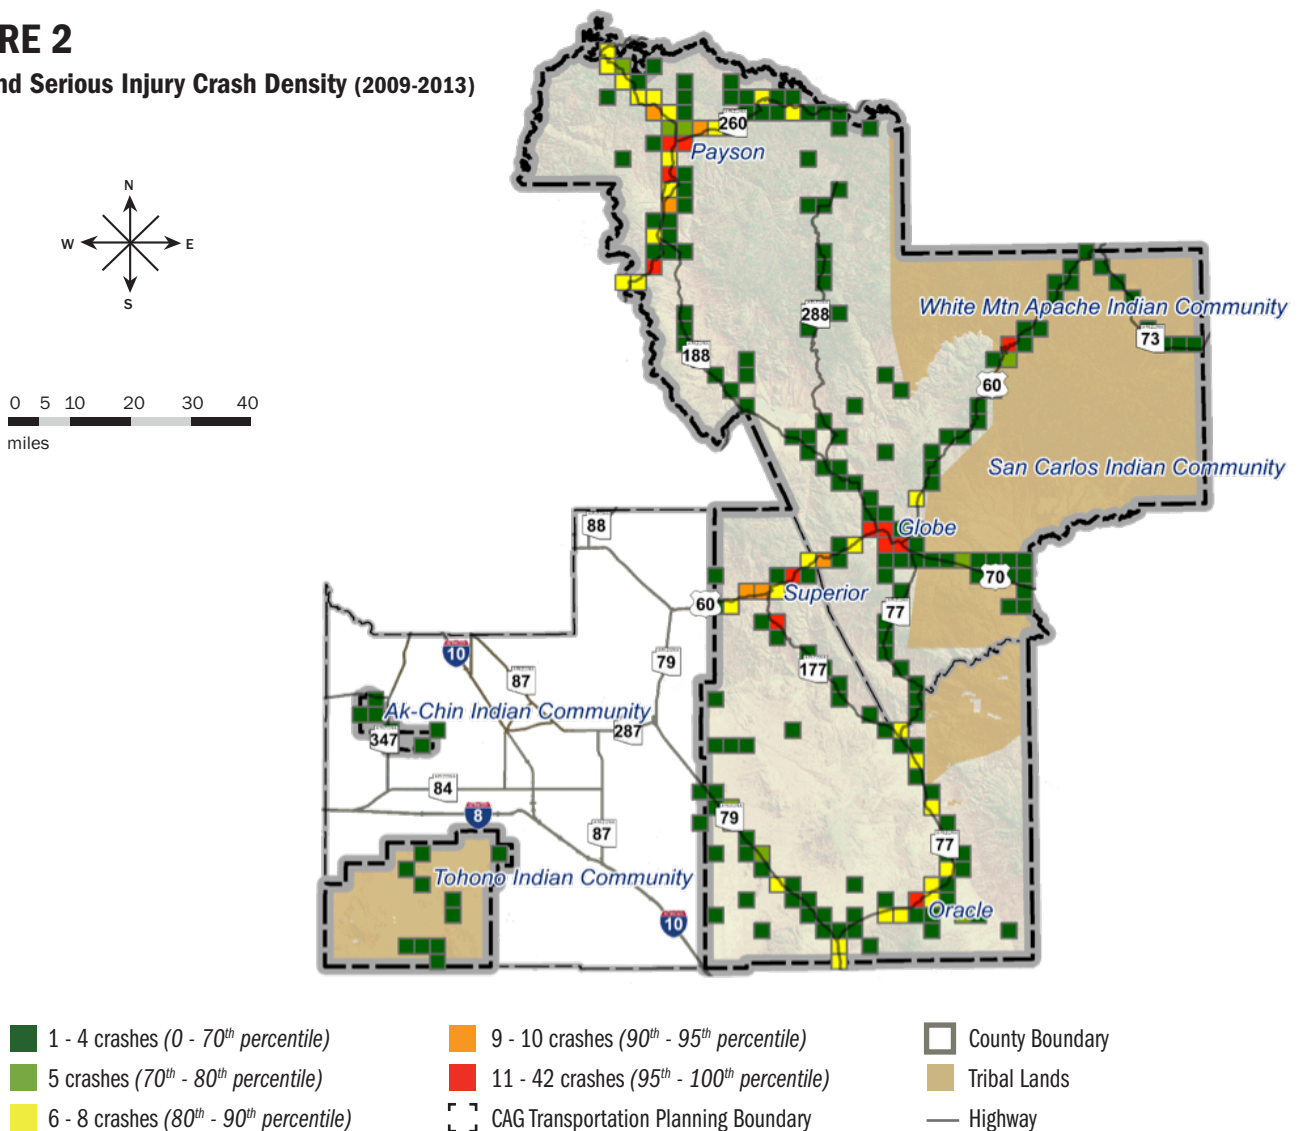 RE 2
nd Serious Injury Crash Density (2009-2013)
N
W E
S
0 5 10 20 30 40
miles
260
Payson
288
188
White Mtn Apache Indian Community
73
60
San Carlos Indian Community
Globe
88
70
Superior
60
77
10
79
87
177
Ak-Chin Indian Community
287
347
84
8
79
87
77
Tohono Indian Community
Oracle
10
1 - 4 crashes (0 - 70th percentile)
5 crashes (70th - 80th percentile)
6 - 8 crashes (80th - 90th percentile)
9 - 10 crashes (90th - 95th percentile)
11 - 42 crashes (95th - 100th percentile)
CAG Transportation Planning Boundary
County Boundary
Tribal Lands
Highway